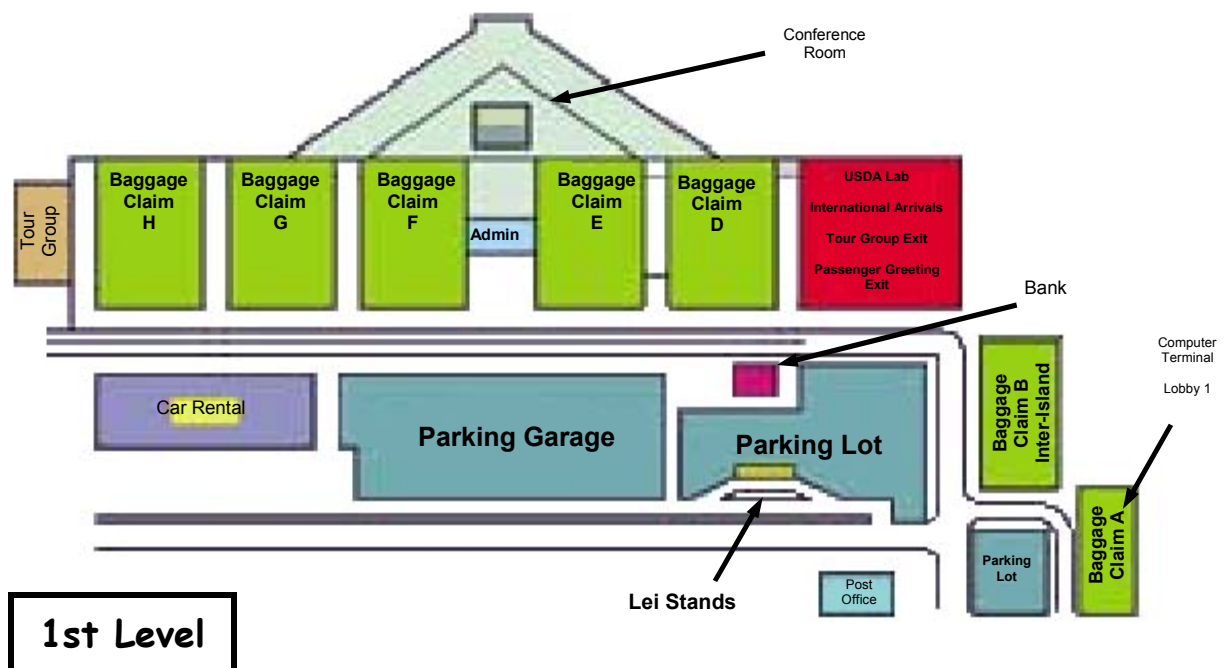 Conference
Room
Tour
Group
Baggage
Claim
H
Baggage
Claim
G
Baggage
Claim
F
Admin
Baggage
Claim
E
Baggage
Claim
D
USDA Lab
International Arrivals
Tour Group Exit
Passenger Greeting
Exit
Bank
Computer
Terminal
Lobby 1
Car Rental
Parking Garage
Parking Lot
Baggage
Claim B
Inter-Island
Baggage
Claim A
Lei Stands
Post
Office
Parking
Lot
1st Level